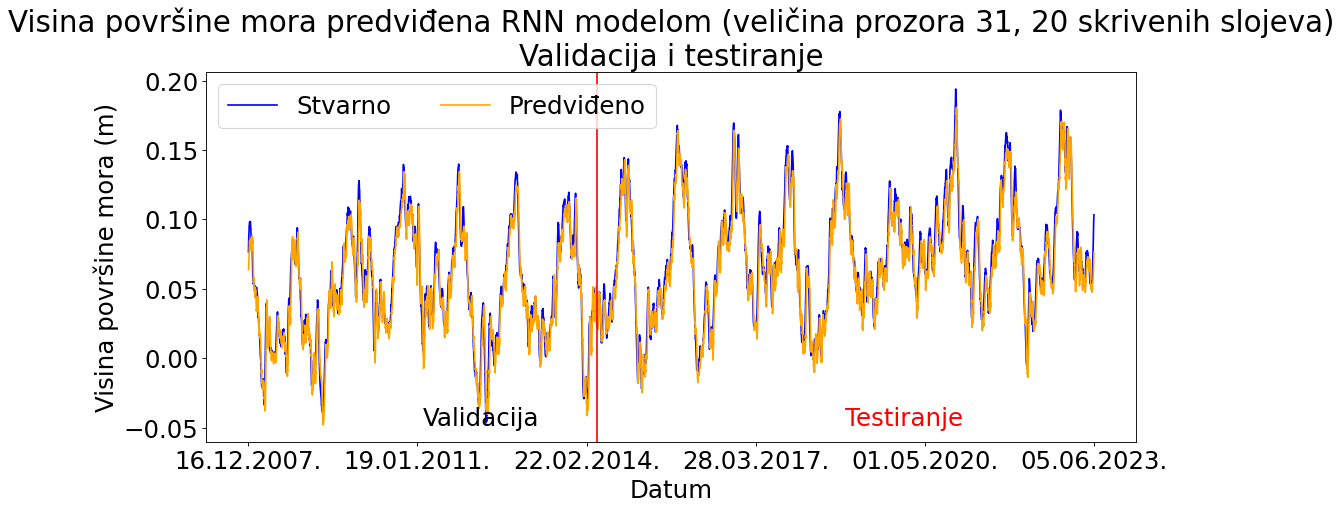 Visina površine mora predviđena RNN modelom (veličina prozora 31, 20 skrivenih slojeva)
Validacija i testiranje
Stvarno
Predviđeno
Visina površine mora (m)
0.20
0.15
0.10
0.05
0.00
−0.05
Validacija
Testiranje
16.12.2007.
19.01.2011.
22.02.2014.
28.03.2017.
01.05.2020.
05.06.2023.
Datum